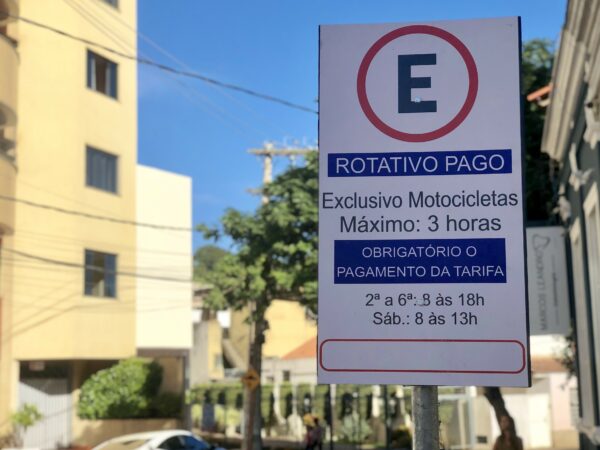 E
ROTATIVO PAGO
Exclusivo Motocicletas
Máximo: 3 horas
OBRIGATÓRIO O
PAGAMENTO DA TARIFA
2ª a 6ª: 8 às 18h
Sáb.: 8 às 13h